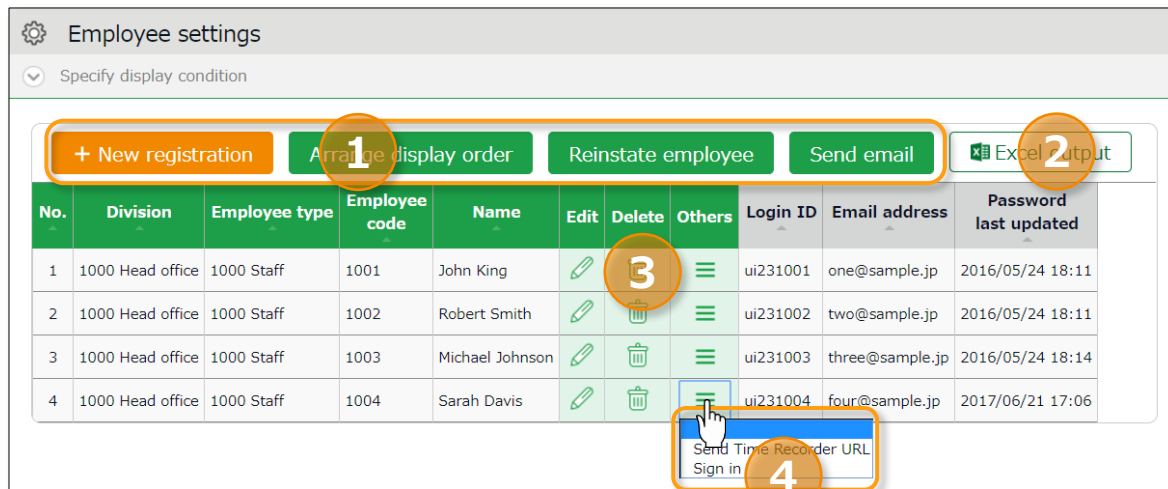 Employee settings
Specify display condition
+ New registration Arrange display order Reinstate employee Send email Excel output
1 2
No. Division Employee type Employee code Name Edit Delete Others Login ID Email address Password last updated
1 1000 Head office 1000 Staff 1001 John King ui231001 one@sample.jp 2016/05/24 18:11
3
2 1000 Head office 1000 Staff 1002 Robert Smith ui231002 two@sample.jp 2016/05/24 18:11
3 1000 Head office 1000 Staff 1003 Michael Johnson ui231003 three@sample.jp 2016/05/24 18:14
4 1000 Head office 1000 Staff 1004 Sarah Davis ui231004 four@sample.jp 2017/06/21 17:06
Send Time Recorder URL
Sign in
4